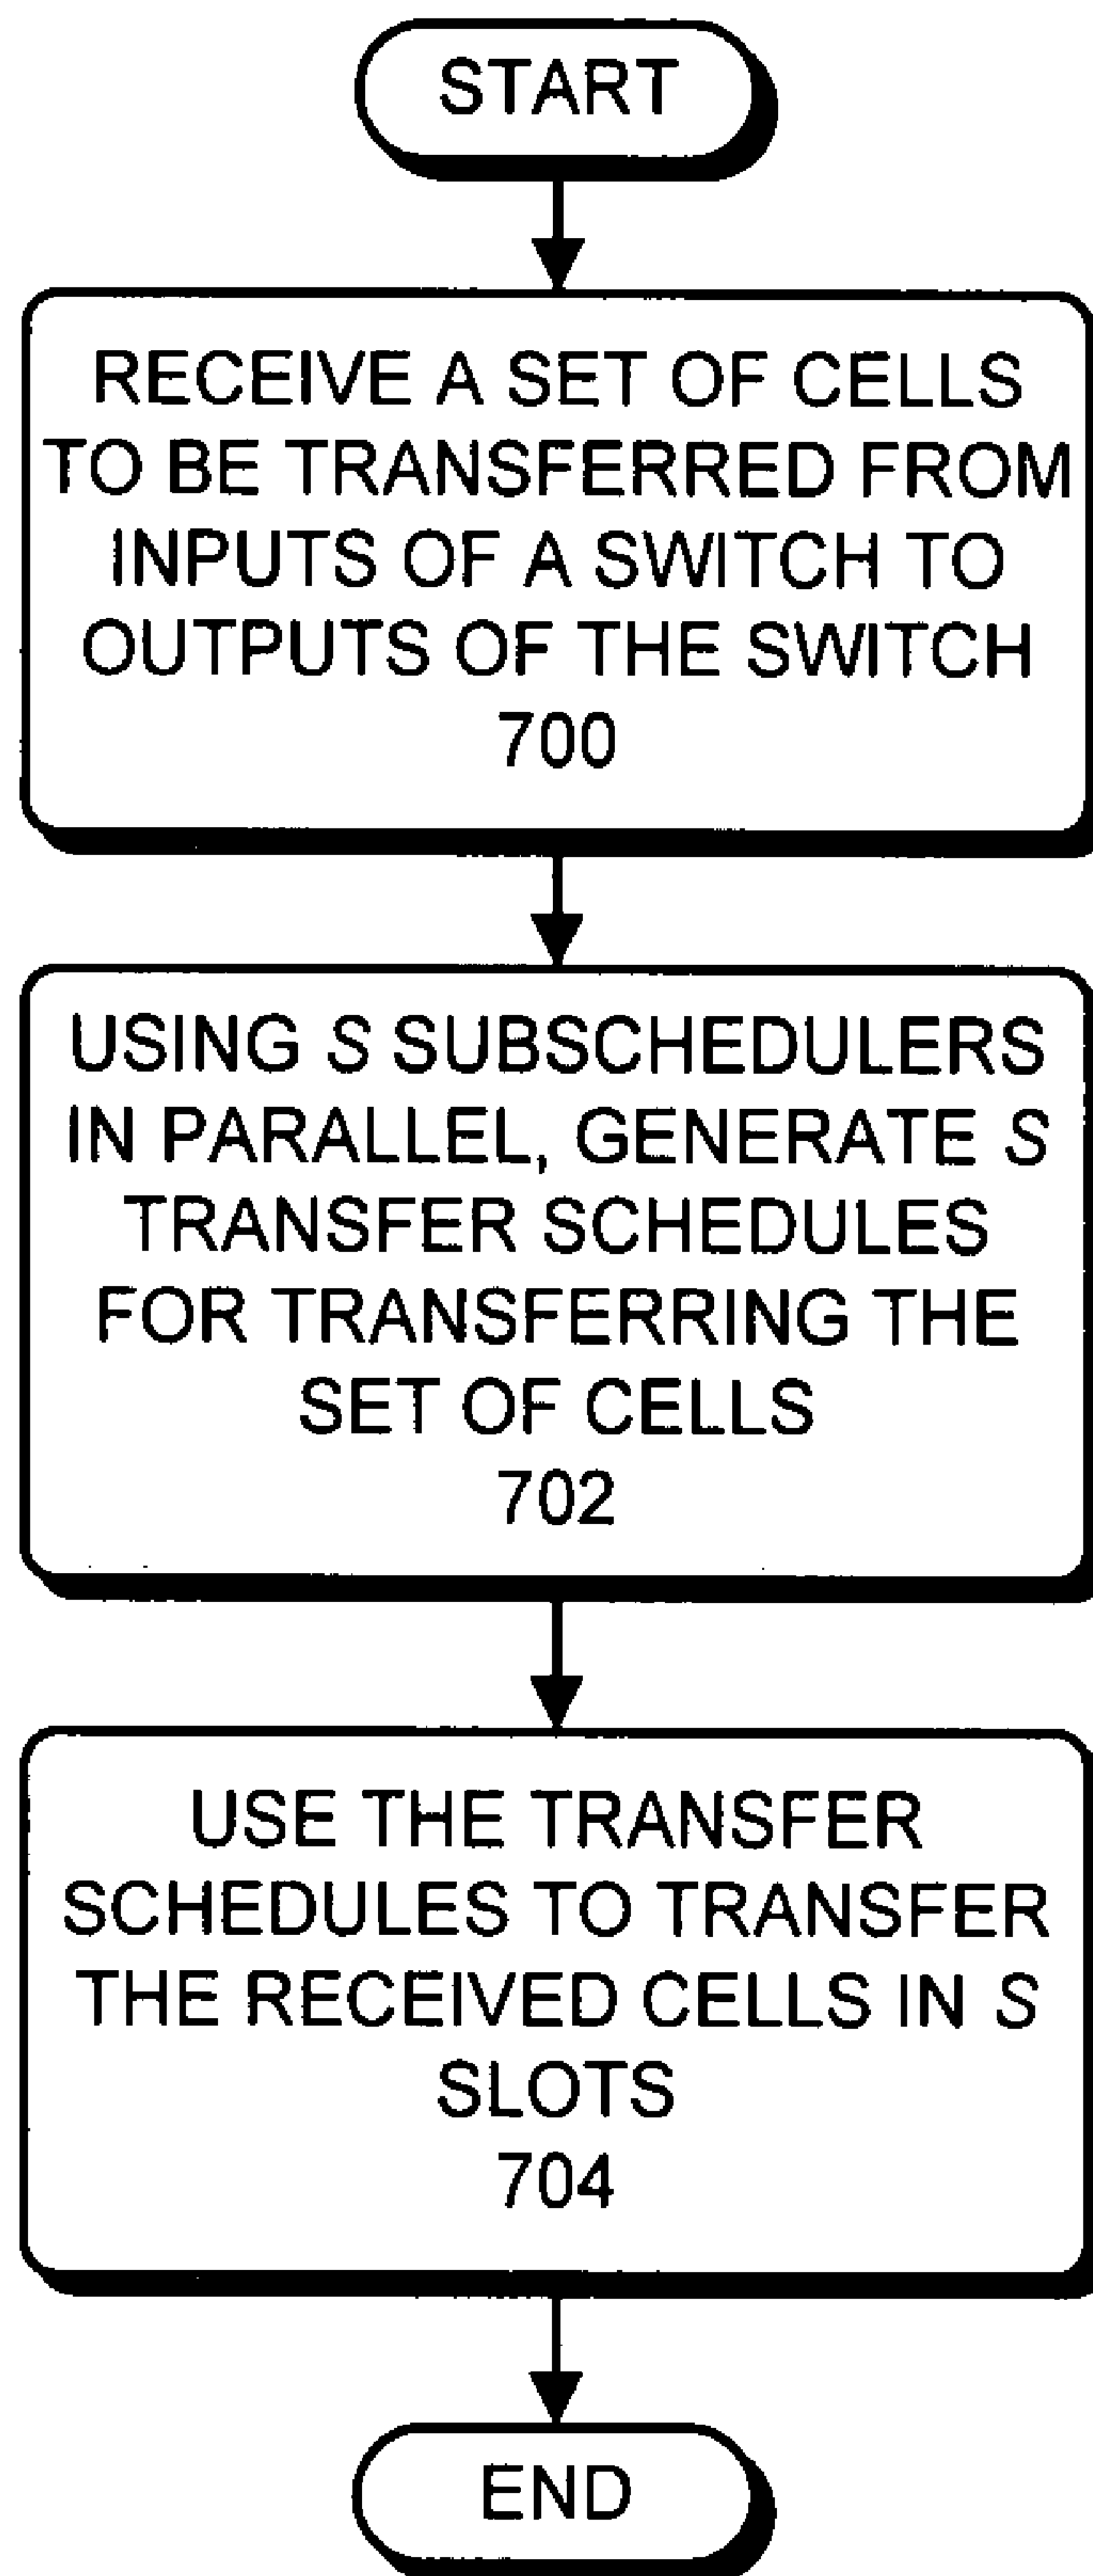 START
RECEIVE A SET OF CELLS
TO BE TRANSFERRED FROM
INPUTS OF A SWITCH TO
OUTPUTS OF THE SWITCH
700
USING S SUBSCHEDULERS
IN PARALLEL, GENERATE S
TRANSFER SCHEDULES
FOR TRANSFERRING THE
SET OF CELLS
702
USE THE TRANSFER
SCHEDULES TO TRANSFER
THE RECEIVED CELLS IN S
SLOTS
704
END